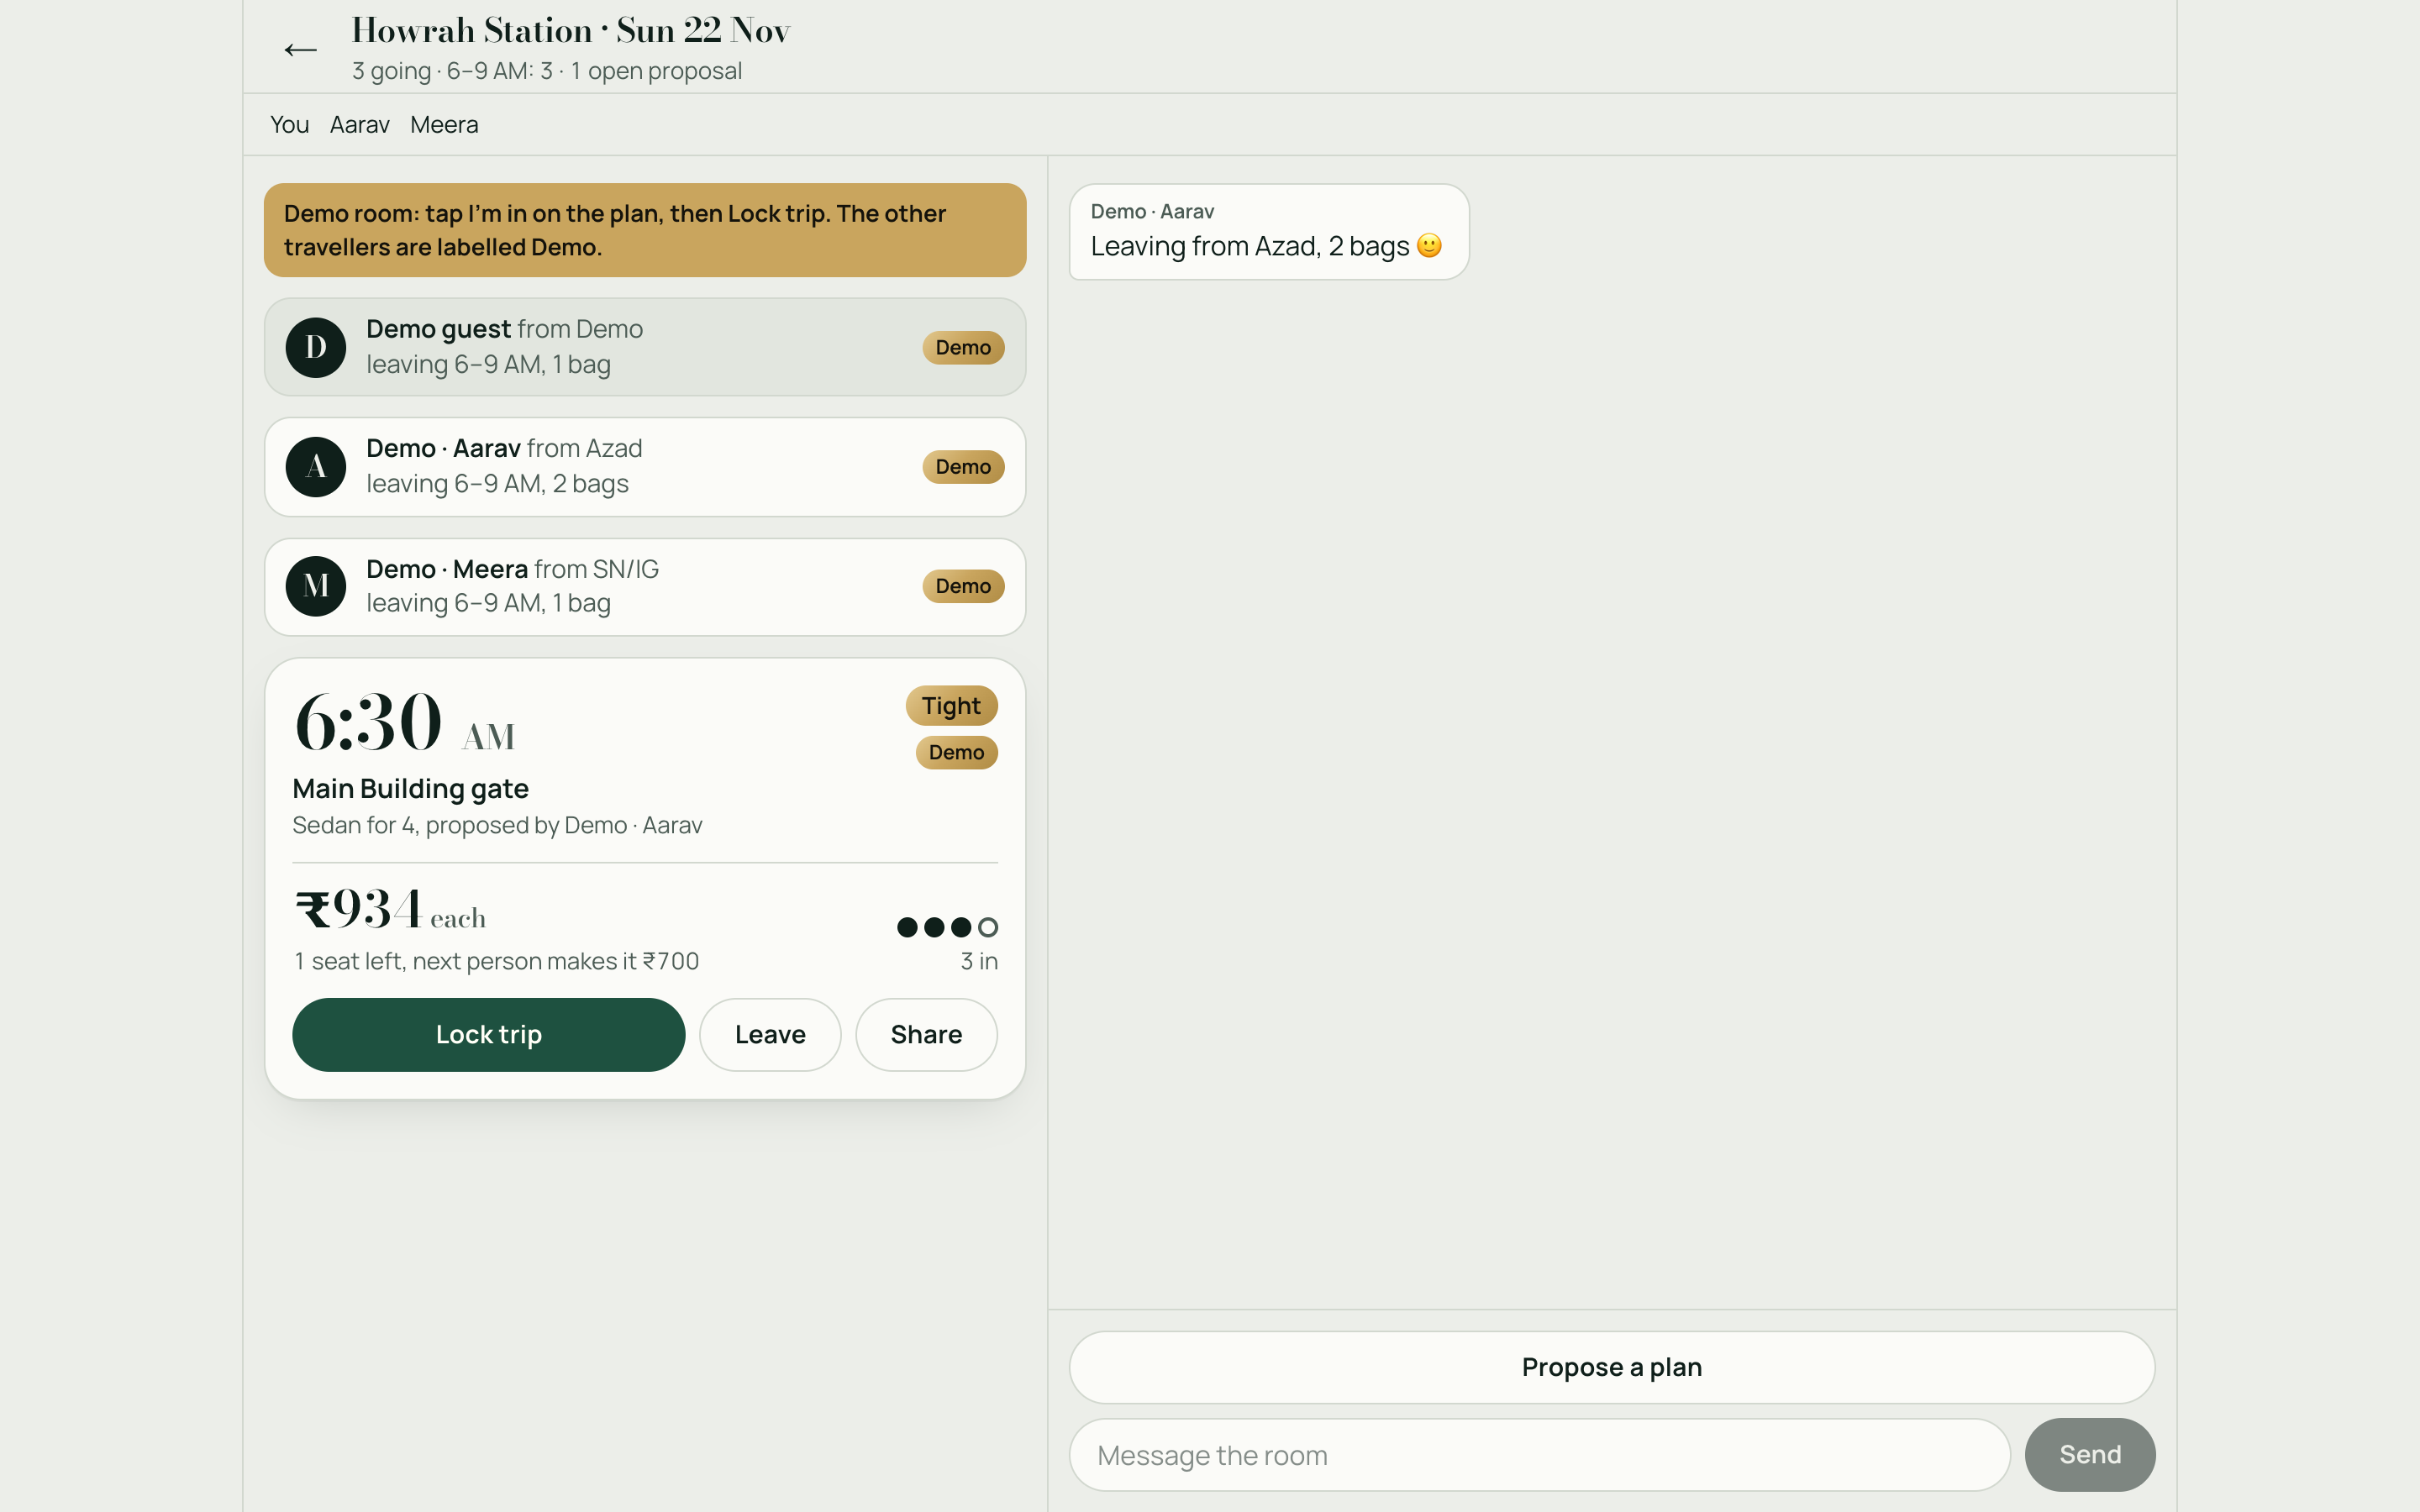 ←
Howrah Station · Sun 22 Nov
3 going · 6–9 AM: 3 · 1 open proposal
You Aarav Meera
Demo room: tap I'm in on the plan, then Lock trip. The other
travellers are labelled Demo.
D
Demo guest from Demo
leaving 6–9 AM, 1 bag
Demo
A
Demo · Aarav from Azad
leaving 6–9 AM, 2 bags
Demo
M
Demo · Meera from SN/IG
leaving 6–9 AM, 1 bag
Demo
6:30 AM
Tight
Demo
Main Building gate
Sedan for 4, proposed by Demo · Aarav
₹934 each
1 seat left, next person makes it ₹700
3 in
Lock trip
Leave
Share
Demo · Aarav
Leaving from Azad, 2 bags 🙂
Propose a plan
Message the room
Send